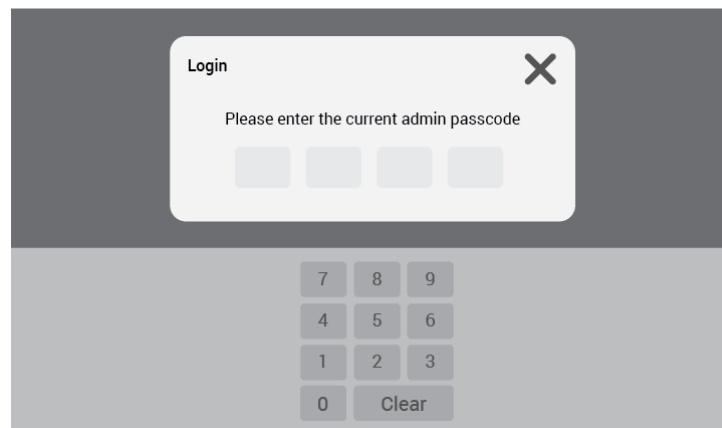 Login
Please enter the current admin passcode
7 8 9
4 5 6
1 2 3
0 Clear